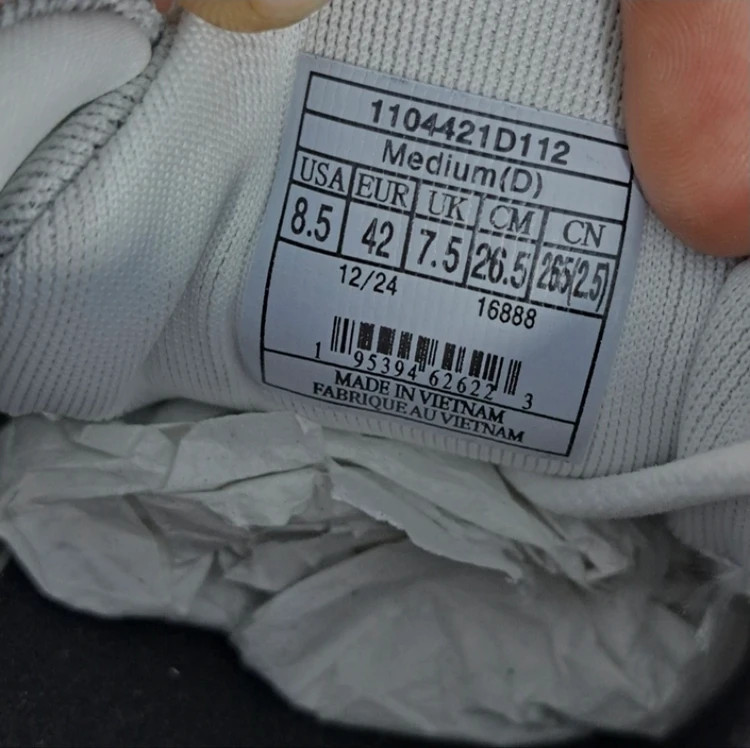 1104421D112
Medium(D)
USA EUR UK CM CN
8.5 42 7.5 26.5 265(2.5)
12/24
16888
1 95394 62622 3
MADE IN VIETNAM
FABRIQUE AU VIETNAM